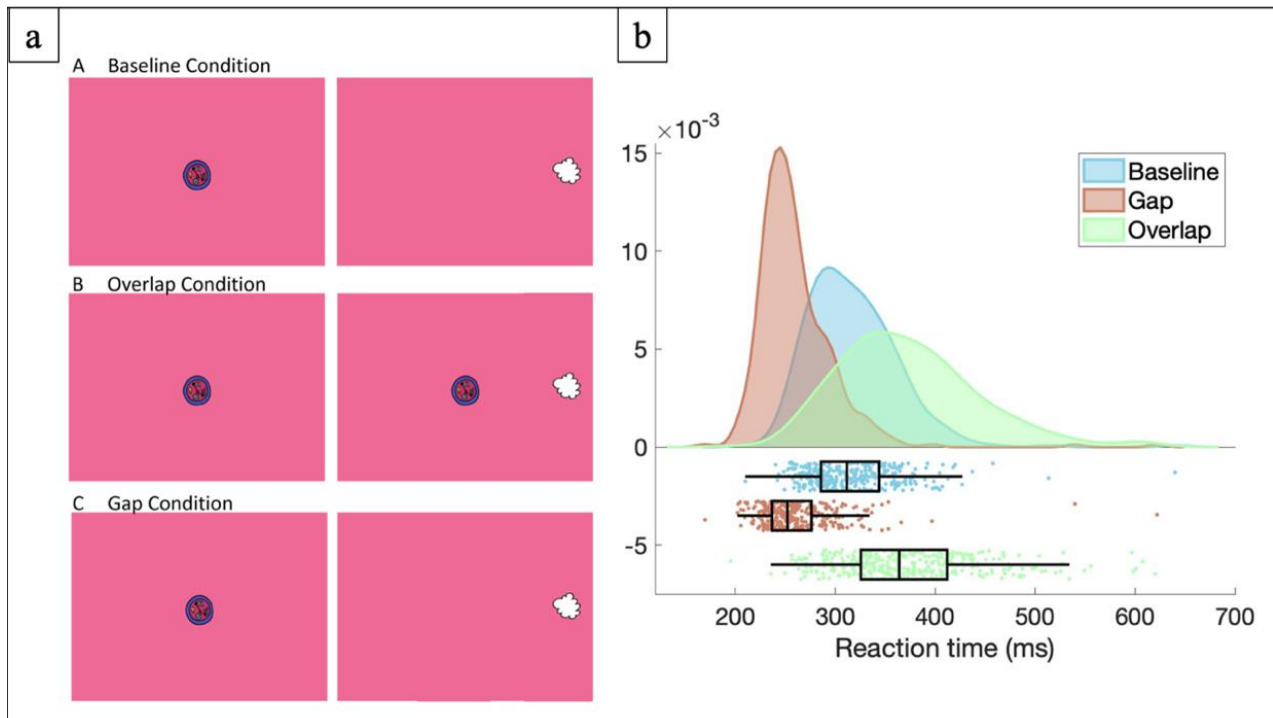 a
A Baseline Condition
B Overlap Condition
C Gap Condition
b
×10⁻³
15
10
5
0
-5
Baseline
Gap
Overlap
200 300 400 500 600 700
Reaction time (ms)